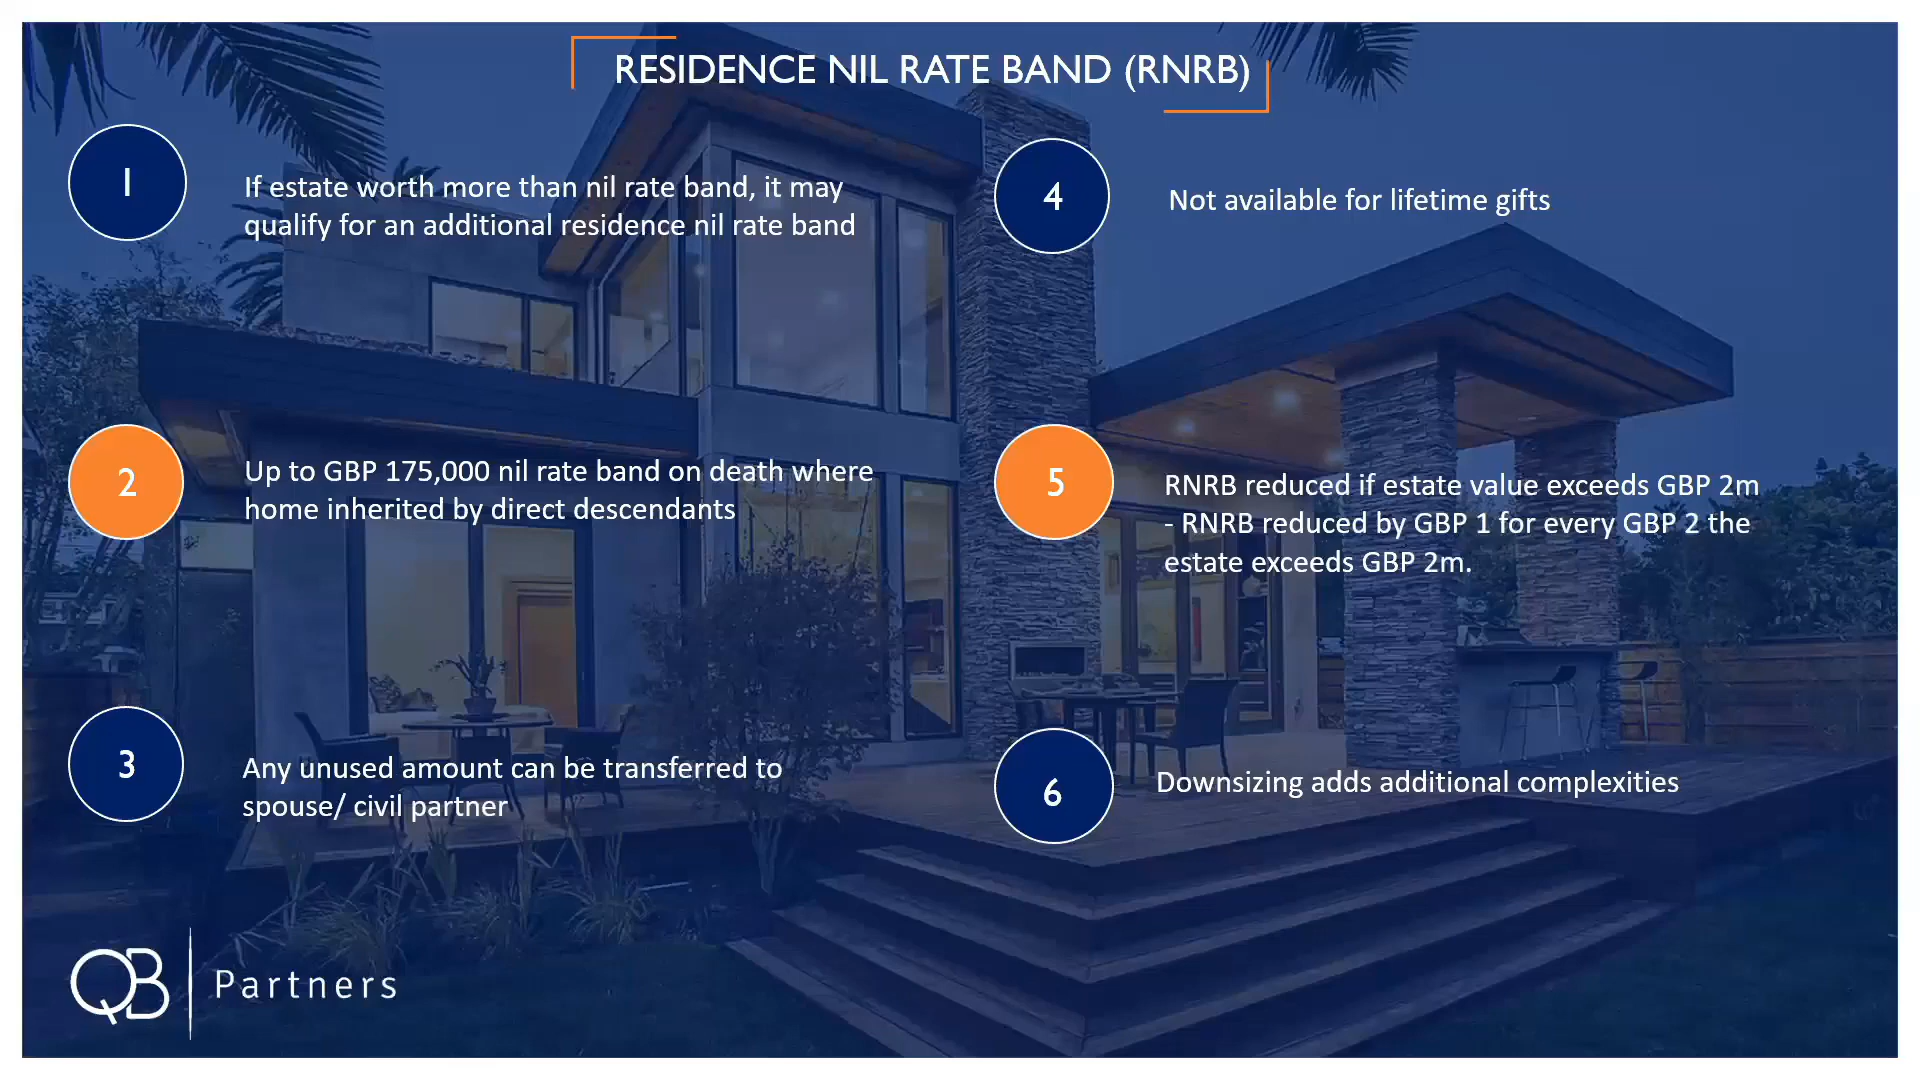 RESIDENCE NIL RATE BAND (RNRB)
1
If estate worth more than nil rate band, it may
qualify for an additional residence nil rate band
2
Up to GBP 175,000 nil rate band on death where
home inherited by direct descendants
3
Any unused amount can be transferred to
spouse/ civil partner
4
Not available for lifetime gifts
5
RNRB reduced if estate value exceeds GBP 2m
- RNRB reduced by GBP 1 for every GBP 2 the
estate exceeds GBP 2m.
6
Downsizing adds additional complexities
QB Partners